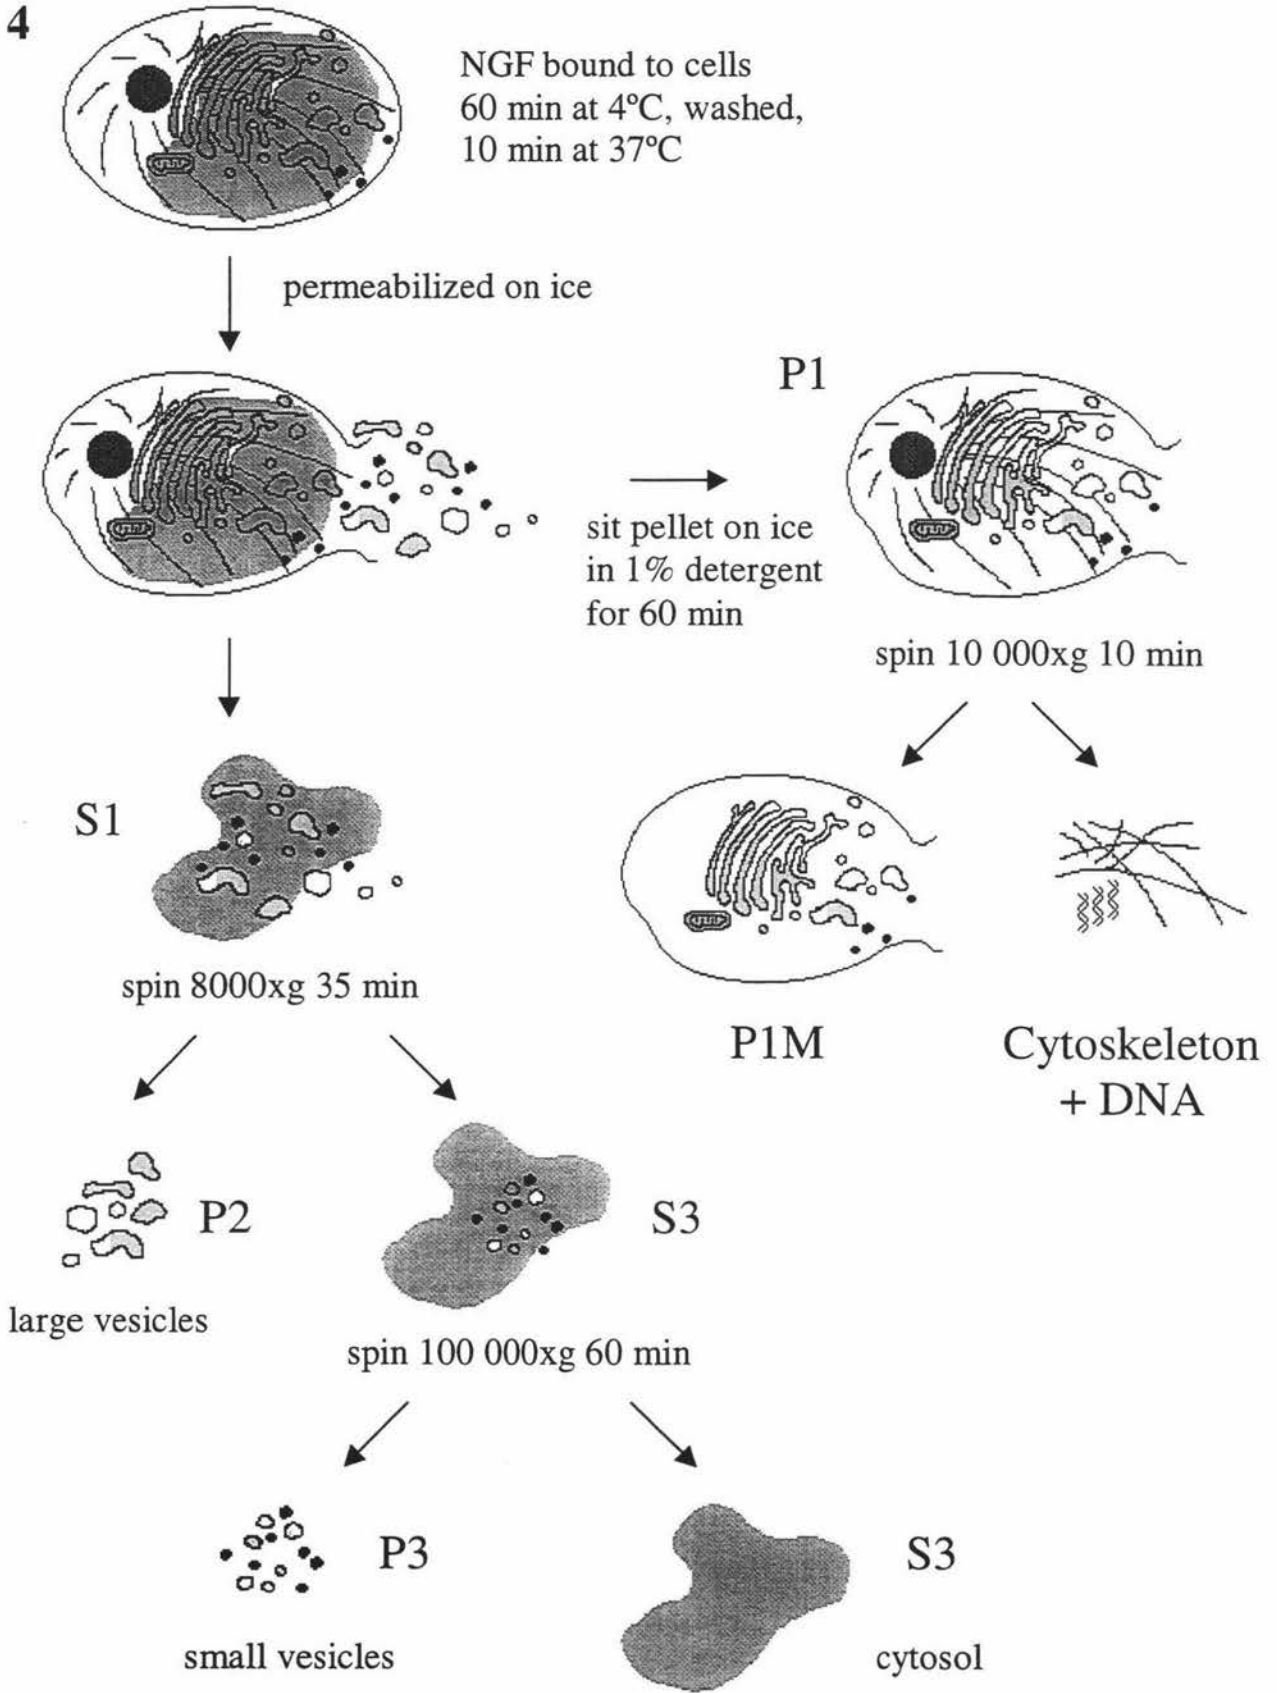 4
NGF bound to cells
60 min at 4ºC, washed,
10 min at 37ºC
permeabilized on ice
P1
sit pellet on ice
in 1% detergent
for 60 min
spin 10 000xg 10 min
S1
spin 8000xg 35 min
P1M
Cytoskeleton
+ DNA
P2
large vesicles
S3
spin 100 000xg 60 min
P3
small vesicles
S3
cytosol